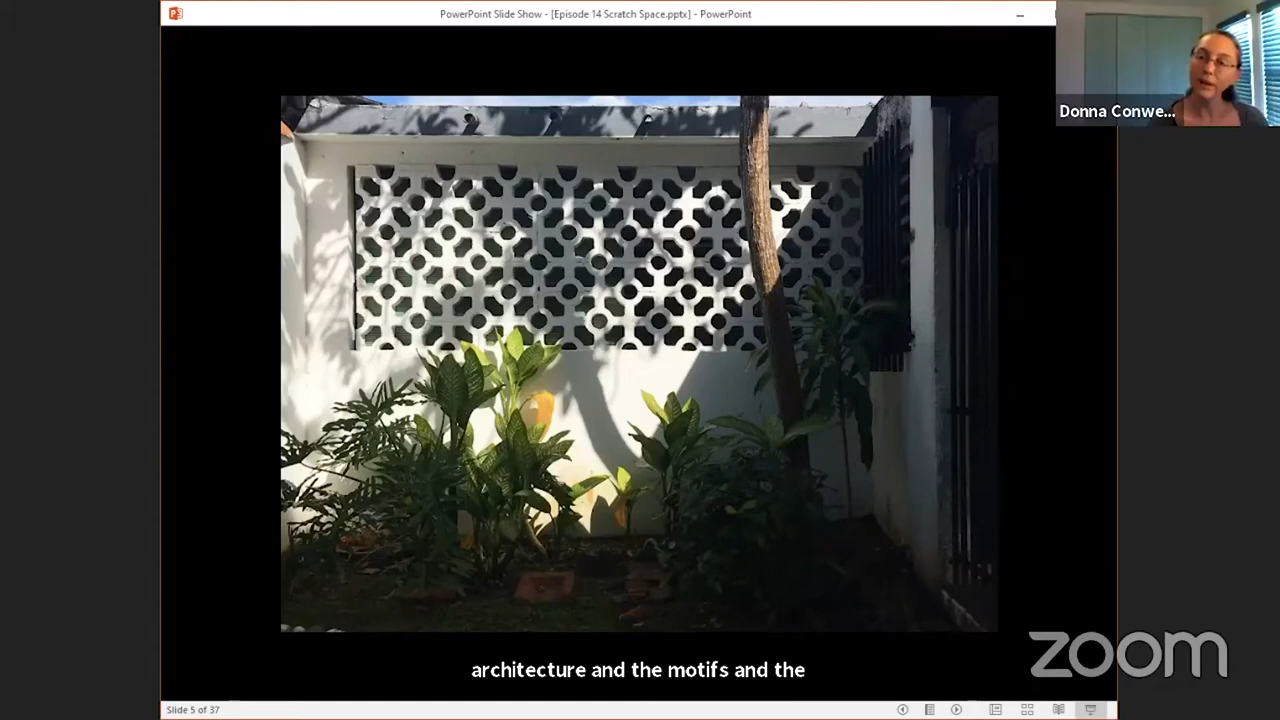 PowerPoint Slide Show - [Episode 14 Scratch Space.pptx] - PowerPoint
Donna Conwe...
architecture and the motifs and the
zoom
Slide 5 of 37